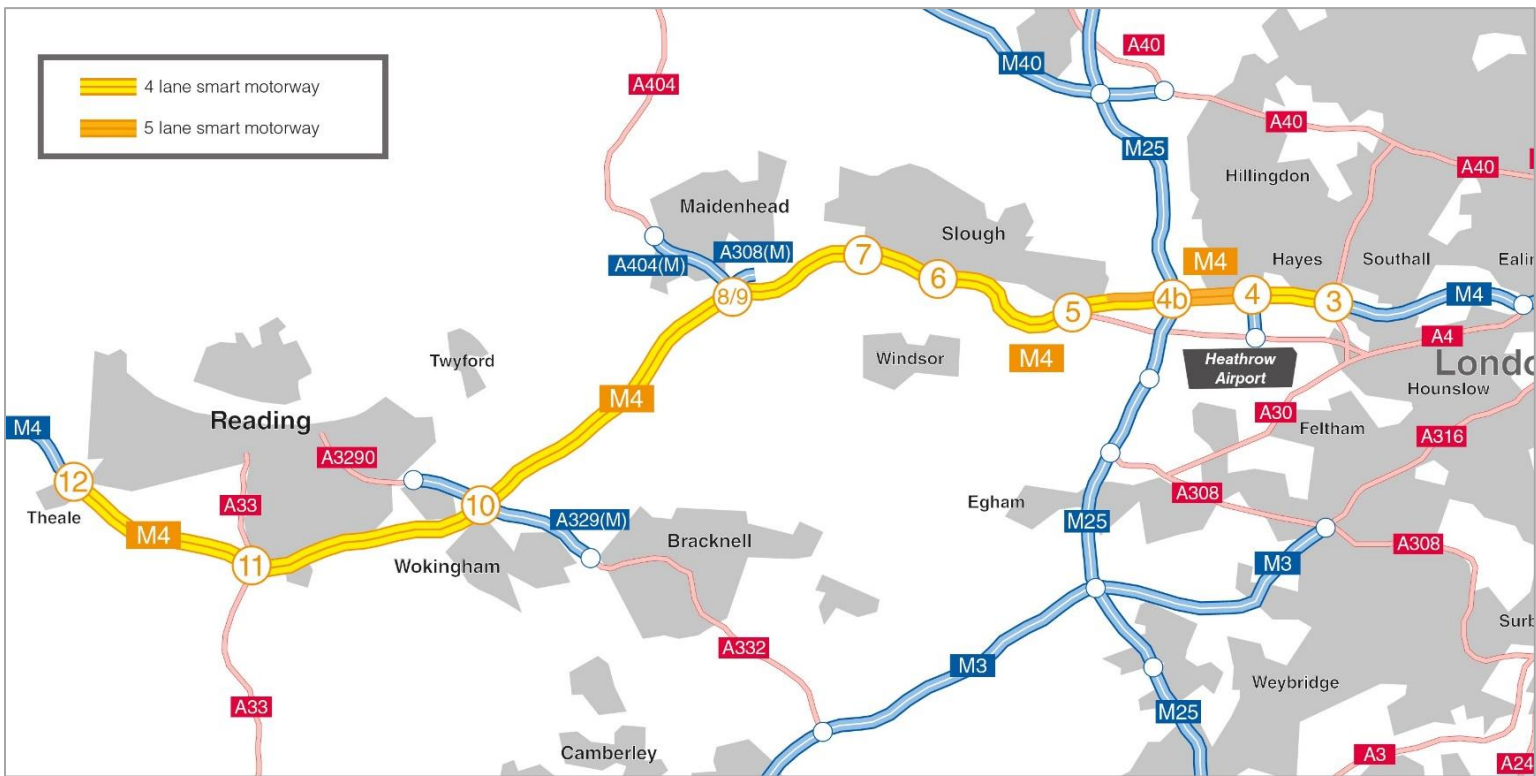 4 lane smart motorway
5 lane smart motorway
A404
M40
A40
A40
A40
M25
Hillingdon
Maidenhead
Slough
A404(M)
A308(M)
8/9
7
6
5
4b
M4
4
Hayes
3
Southall
M4
A4
M4
Windsor
Heathrow
Airport
Hounslow
Twyford
M4
Reading
M4
12
Theale
M4
A33
11
A3290
10
A329(M)
Wokingham
Bracknell
A30
Feltham
A316
Egham
A308
M25
A308
M3
A332
M3
Weybridge
M25
A33
Camberley
A3